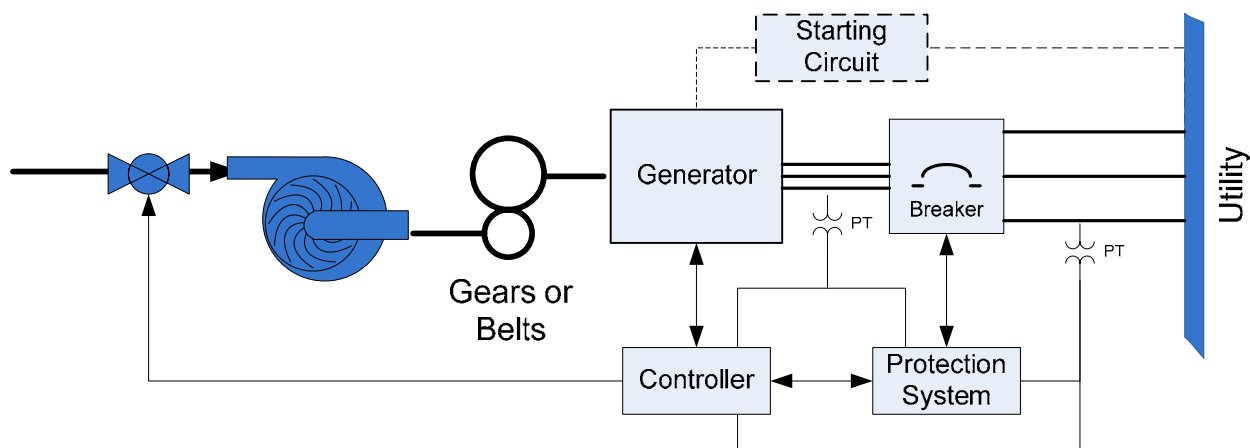 Starting
Circuit
Generator
Breaker
PT
PT
Utility
Gears or
Belts
Controller
Protection
System